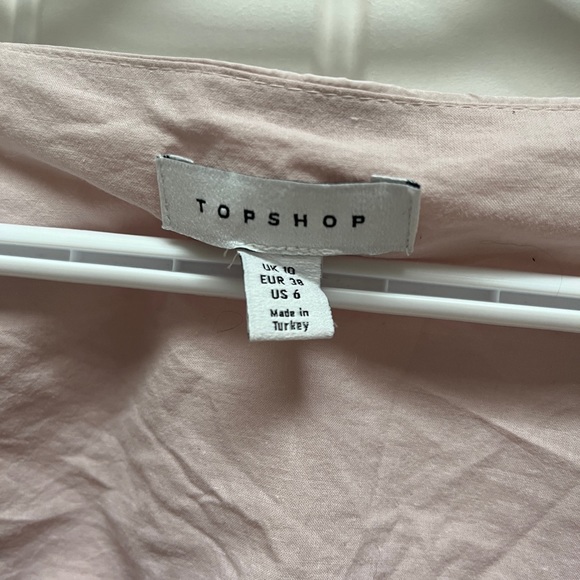 TOPSHOP
UK 10
EUR 38
US 6
Made in
Turkey